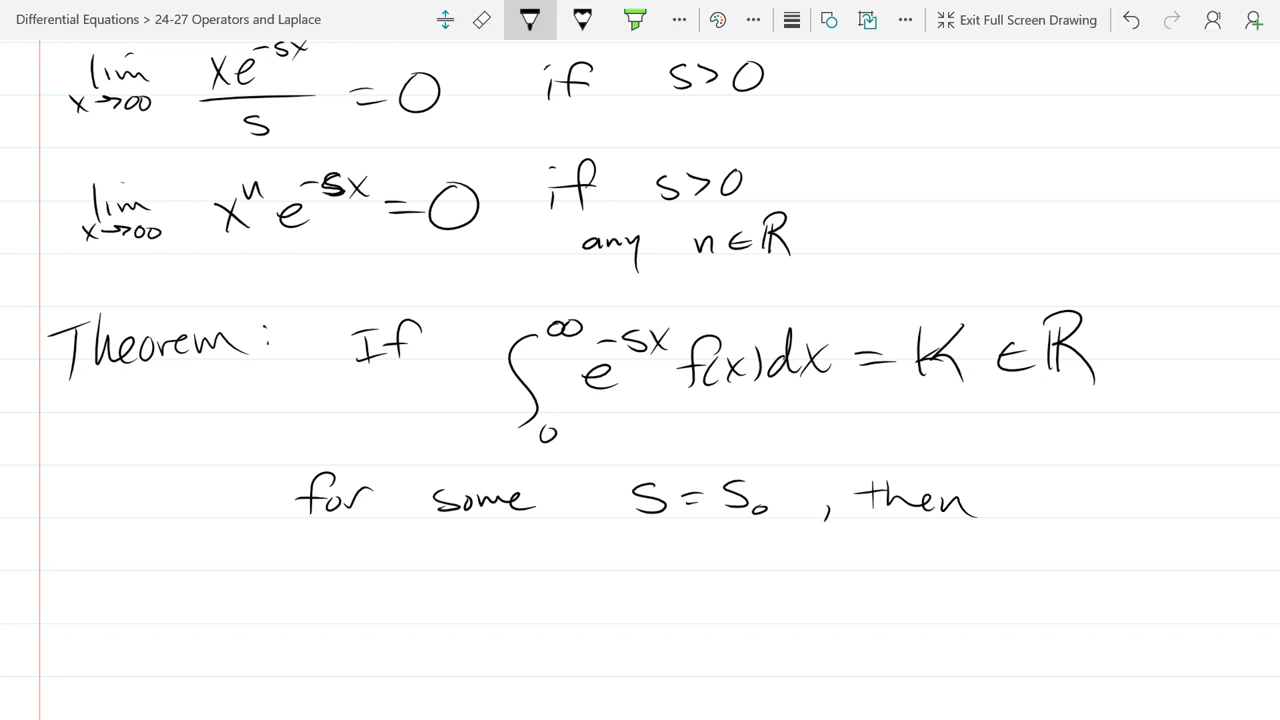 Differential Equations > 24-27 Operators and Laplace
Exit Full Screen Drawing
lim x→∞ xe^-sx / s = 0 if s>0
lim x→∞ x^n e^-sx = 0 if s>0
any n∈ℝ
Theorem: If ∫_0^∞ e^-sx f(x)dx = K ∈ℝ
for some s=s₀, then